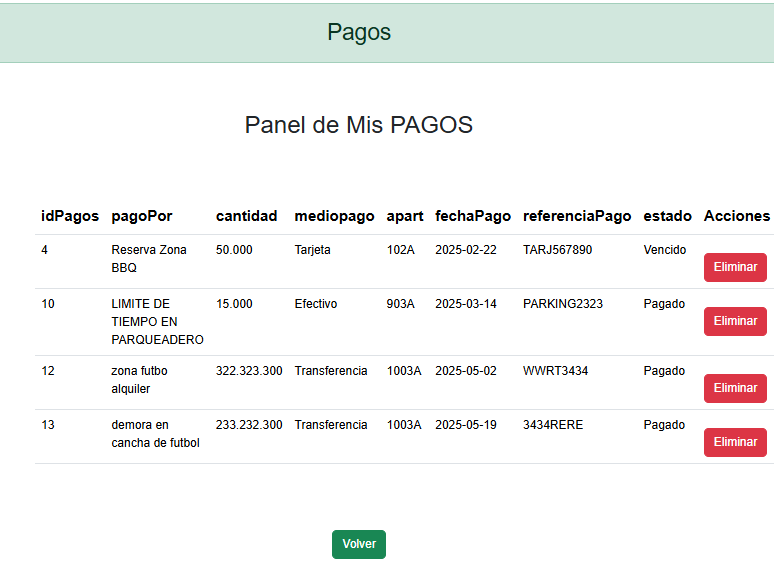 Pagos
Panel de Mis PAGOS
idPagos pagoPor cantidad mediopago apart fechaPago referenciaPago estado Acciones
4 Reserva Zona 50.000 Tarjeta 102A 2025-02-22 TARJ567890 Vencido
BBQ
Eliminar
10 LIMITE DE 15.000 Efectivo 903A 2025-03-14 PARKING2323 Pagado
TIEMPO EN
Eliminar
PARQUEADERO
12 zona futbo 322.323.300 Transferencia 1003A 2025-05-02 WWRT3434 Pagado
alquiler
Eliminar
13 demora en 233.232.300 Transferencia 1003A 2025-05-19 3434RERE Pagado
cancha de futbol
Eliminar
Volver